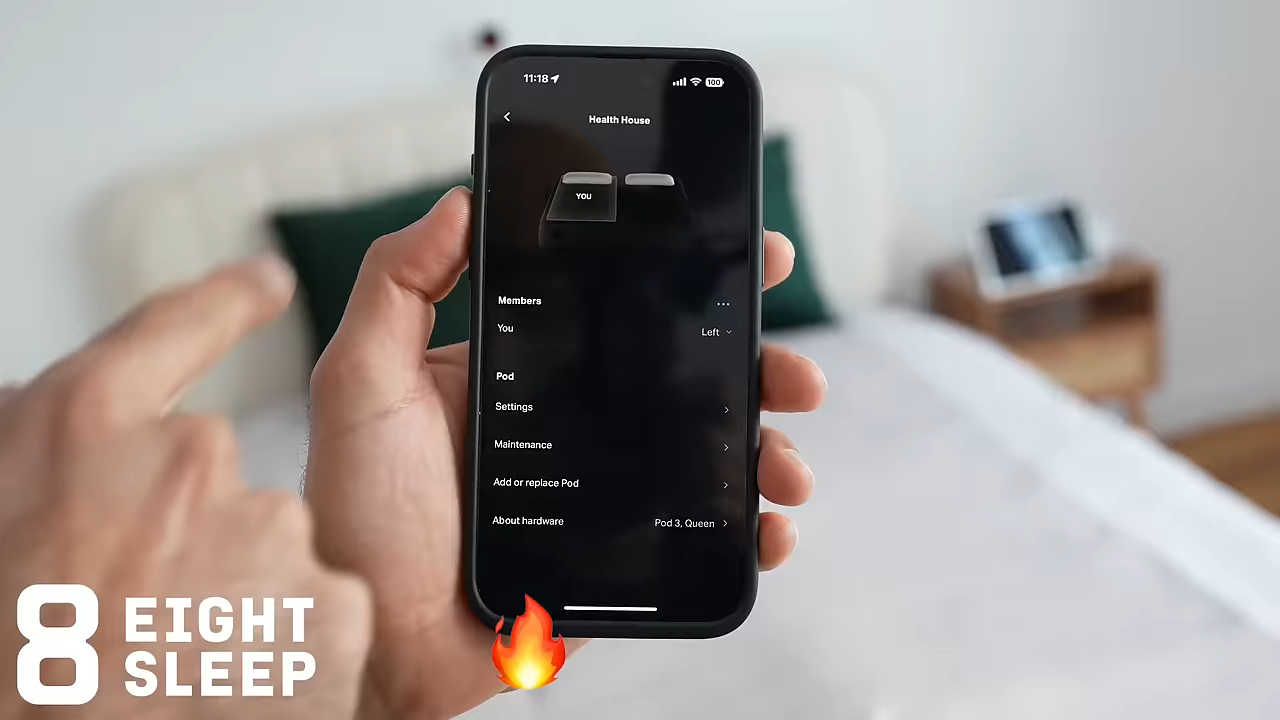 11:18
100
Health House
YOU
Members
You
Left
Pod
Settings
Maintenance
Add or replace Pod
About hardware
Pod 3, Queen
8 EIGHT
SLEEP